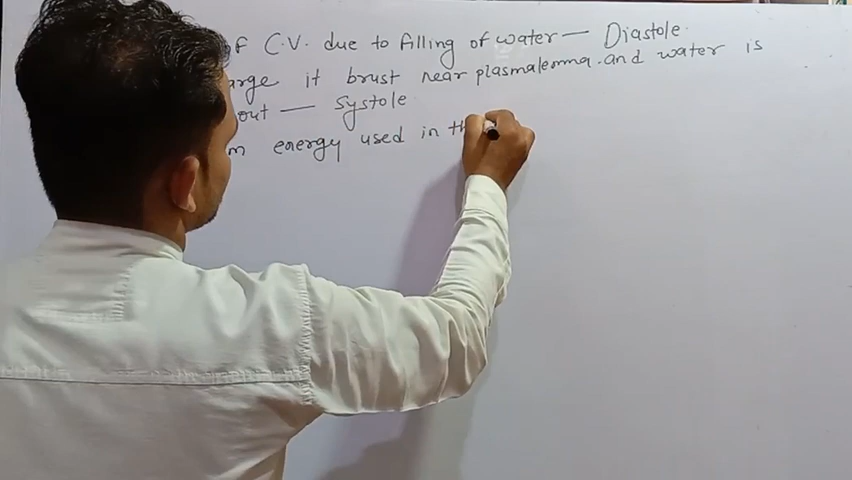 of C.V. due to filling of water — Diastole.
arge it brust near plasmalemma. and water is
out — systole
m energy used in th